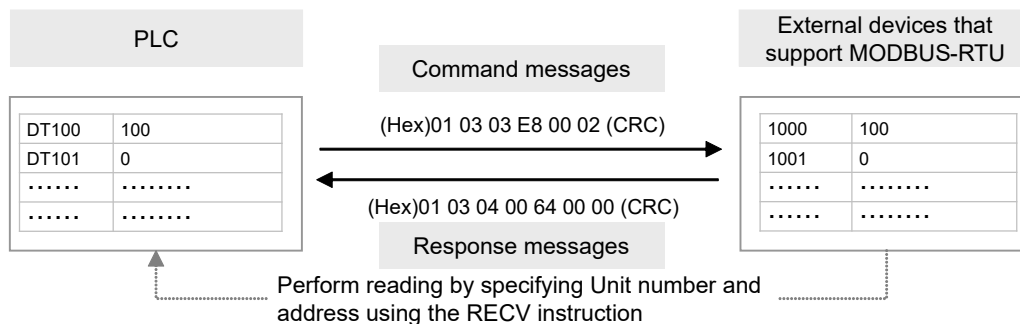 PLC
External devices that
support MODBUS-RTU
Command messages
(Hex)01 03 03 E8 00 02 (CRC)
DT100 100
DT101 0
······ ········
······ ········
1000 100
1001 0
······ ········
······ ········
(Hex)01 03 04 00 64 00 00 (CRC)
Response messages
Perform reading by specifying Unit number and
address using the RECV instruction